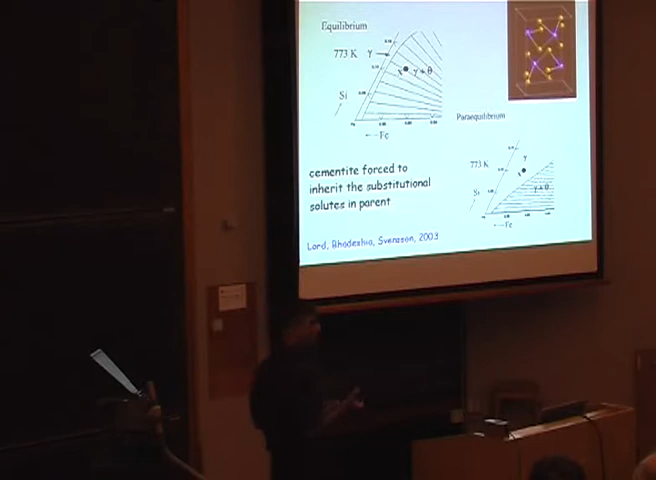 Equilibrium
773 K
γ
γ + θ
Si
Fe
Paraequilibrium
773 K
γ
γ + θ
Si
Fe
cementite forced to
inherit the substitutional
solutes in parent
Lord, Bhadeshia, Svensson, 2003